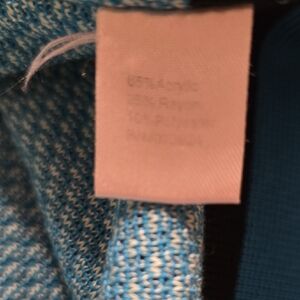 65% Acrylic
25% Rayon
10% Polyester